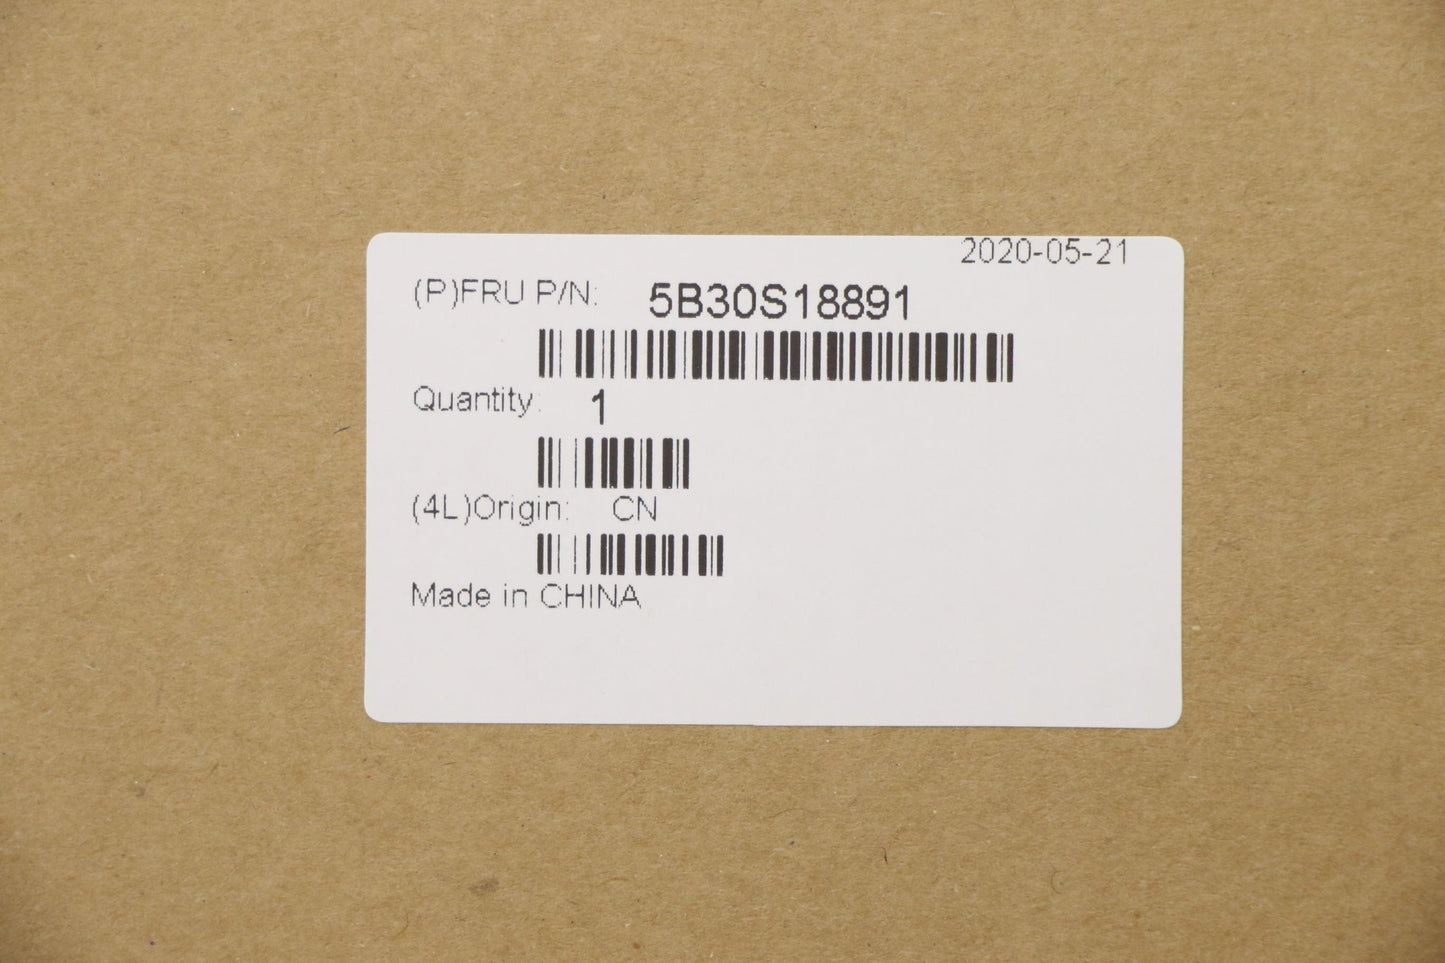 2020-05-21
(P)FRU P/N: 5B30S18891
Quantity: 1
(4L)Origin: CN
Made in CHINA